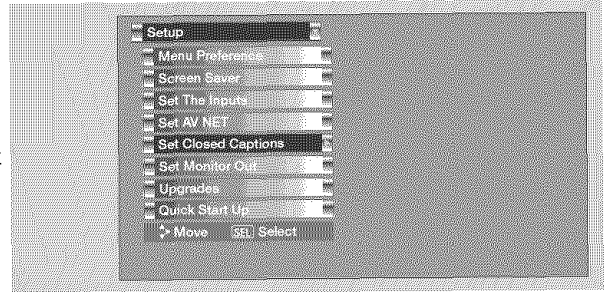 Setup
Menu Preference
Screen Saver
Set The Inputs
Set AV NET
Set Closed Captions
Set Monitor Out
Upgrades
Quick Start Up
Move SEL Select